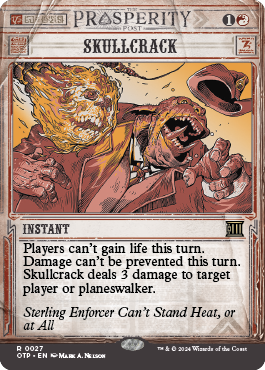 THE
PROSPERITY
POST
1
SKULLCRACK
INSTANT
Players can't gain life this turn.
Damage can't be prevented this turn.
Skullcrack deals 3 damage to target
player or planeswalker.
Sterling Enforcer Can't Stand Heat, or
at All
R 0027
OTP • EN MARK A. NELSON
™ & © 2024 Wizards of the Coast